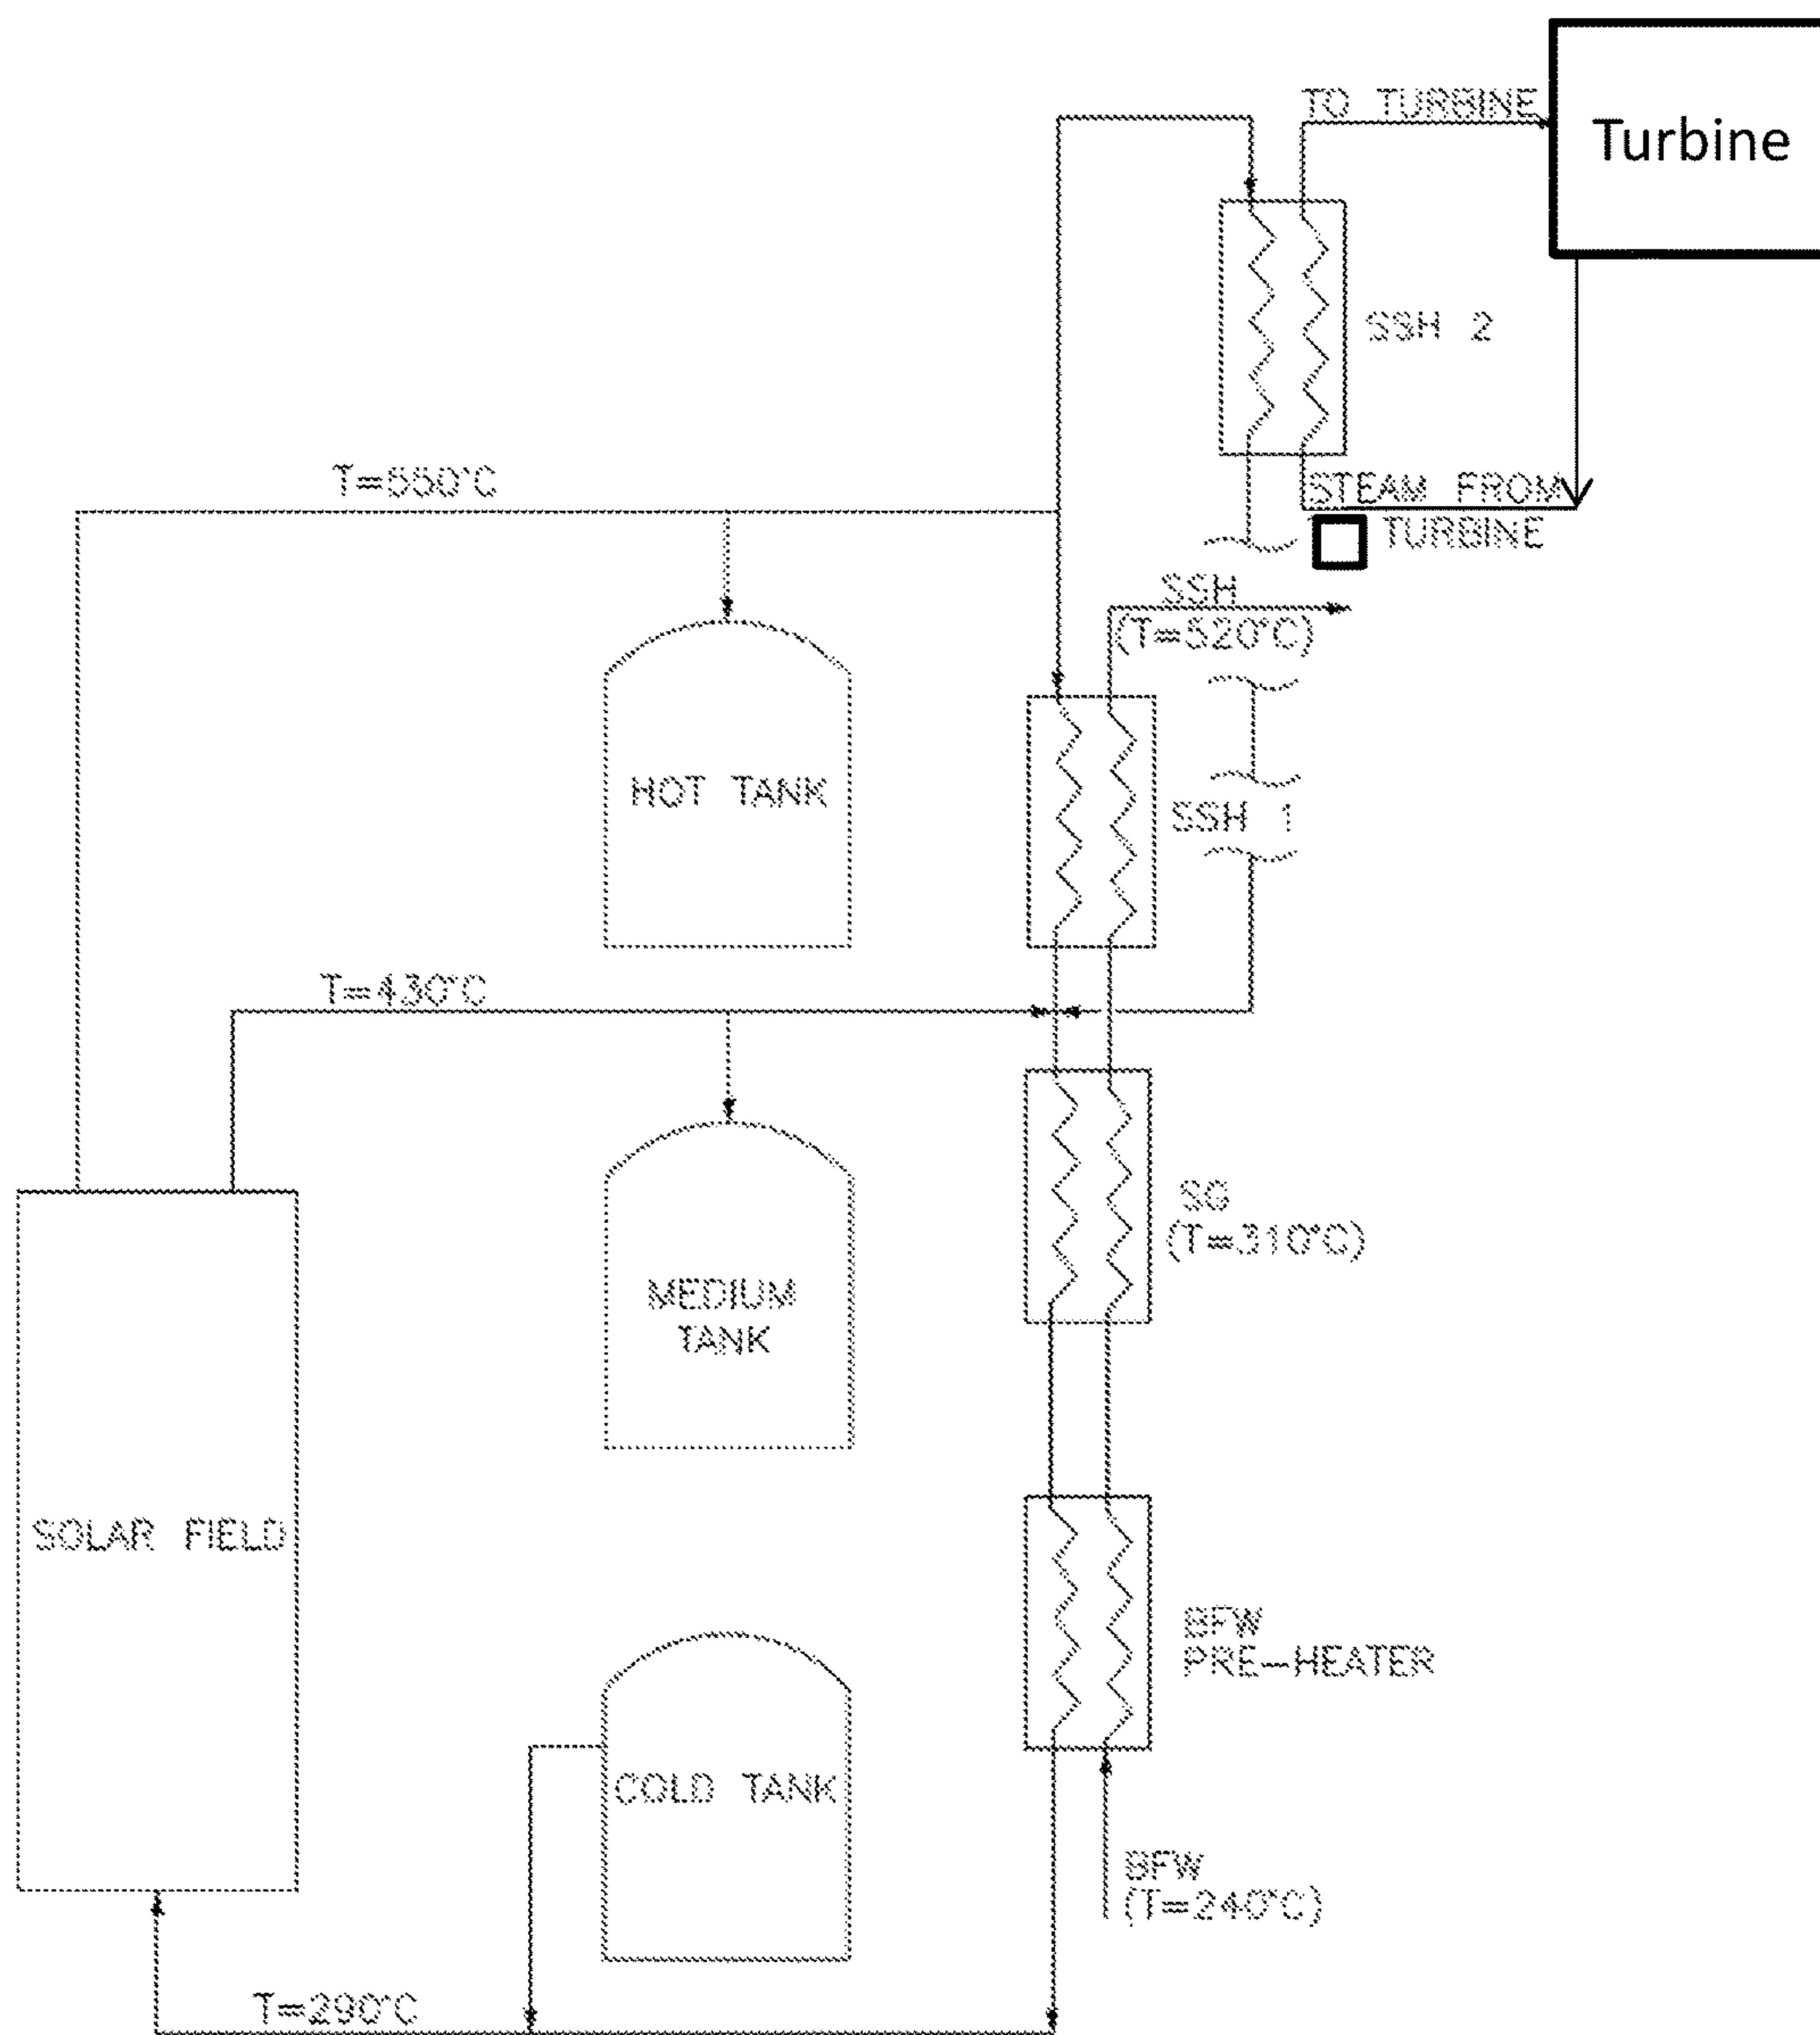 TO TURBINE
Turbine
SSH 2
T=550°C
STEAM FROM
TURBINE
SSH
(T=520°C)
HOT TANK
SSH 1
T=430°C
SG
(T=310°C)
MEDIUM
TANK
SOLAR FIELD
BFW
PRE-HEATER
COLD TANK
BFW
(T=240°C)
T=290°C